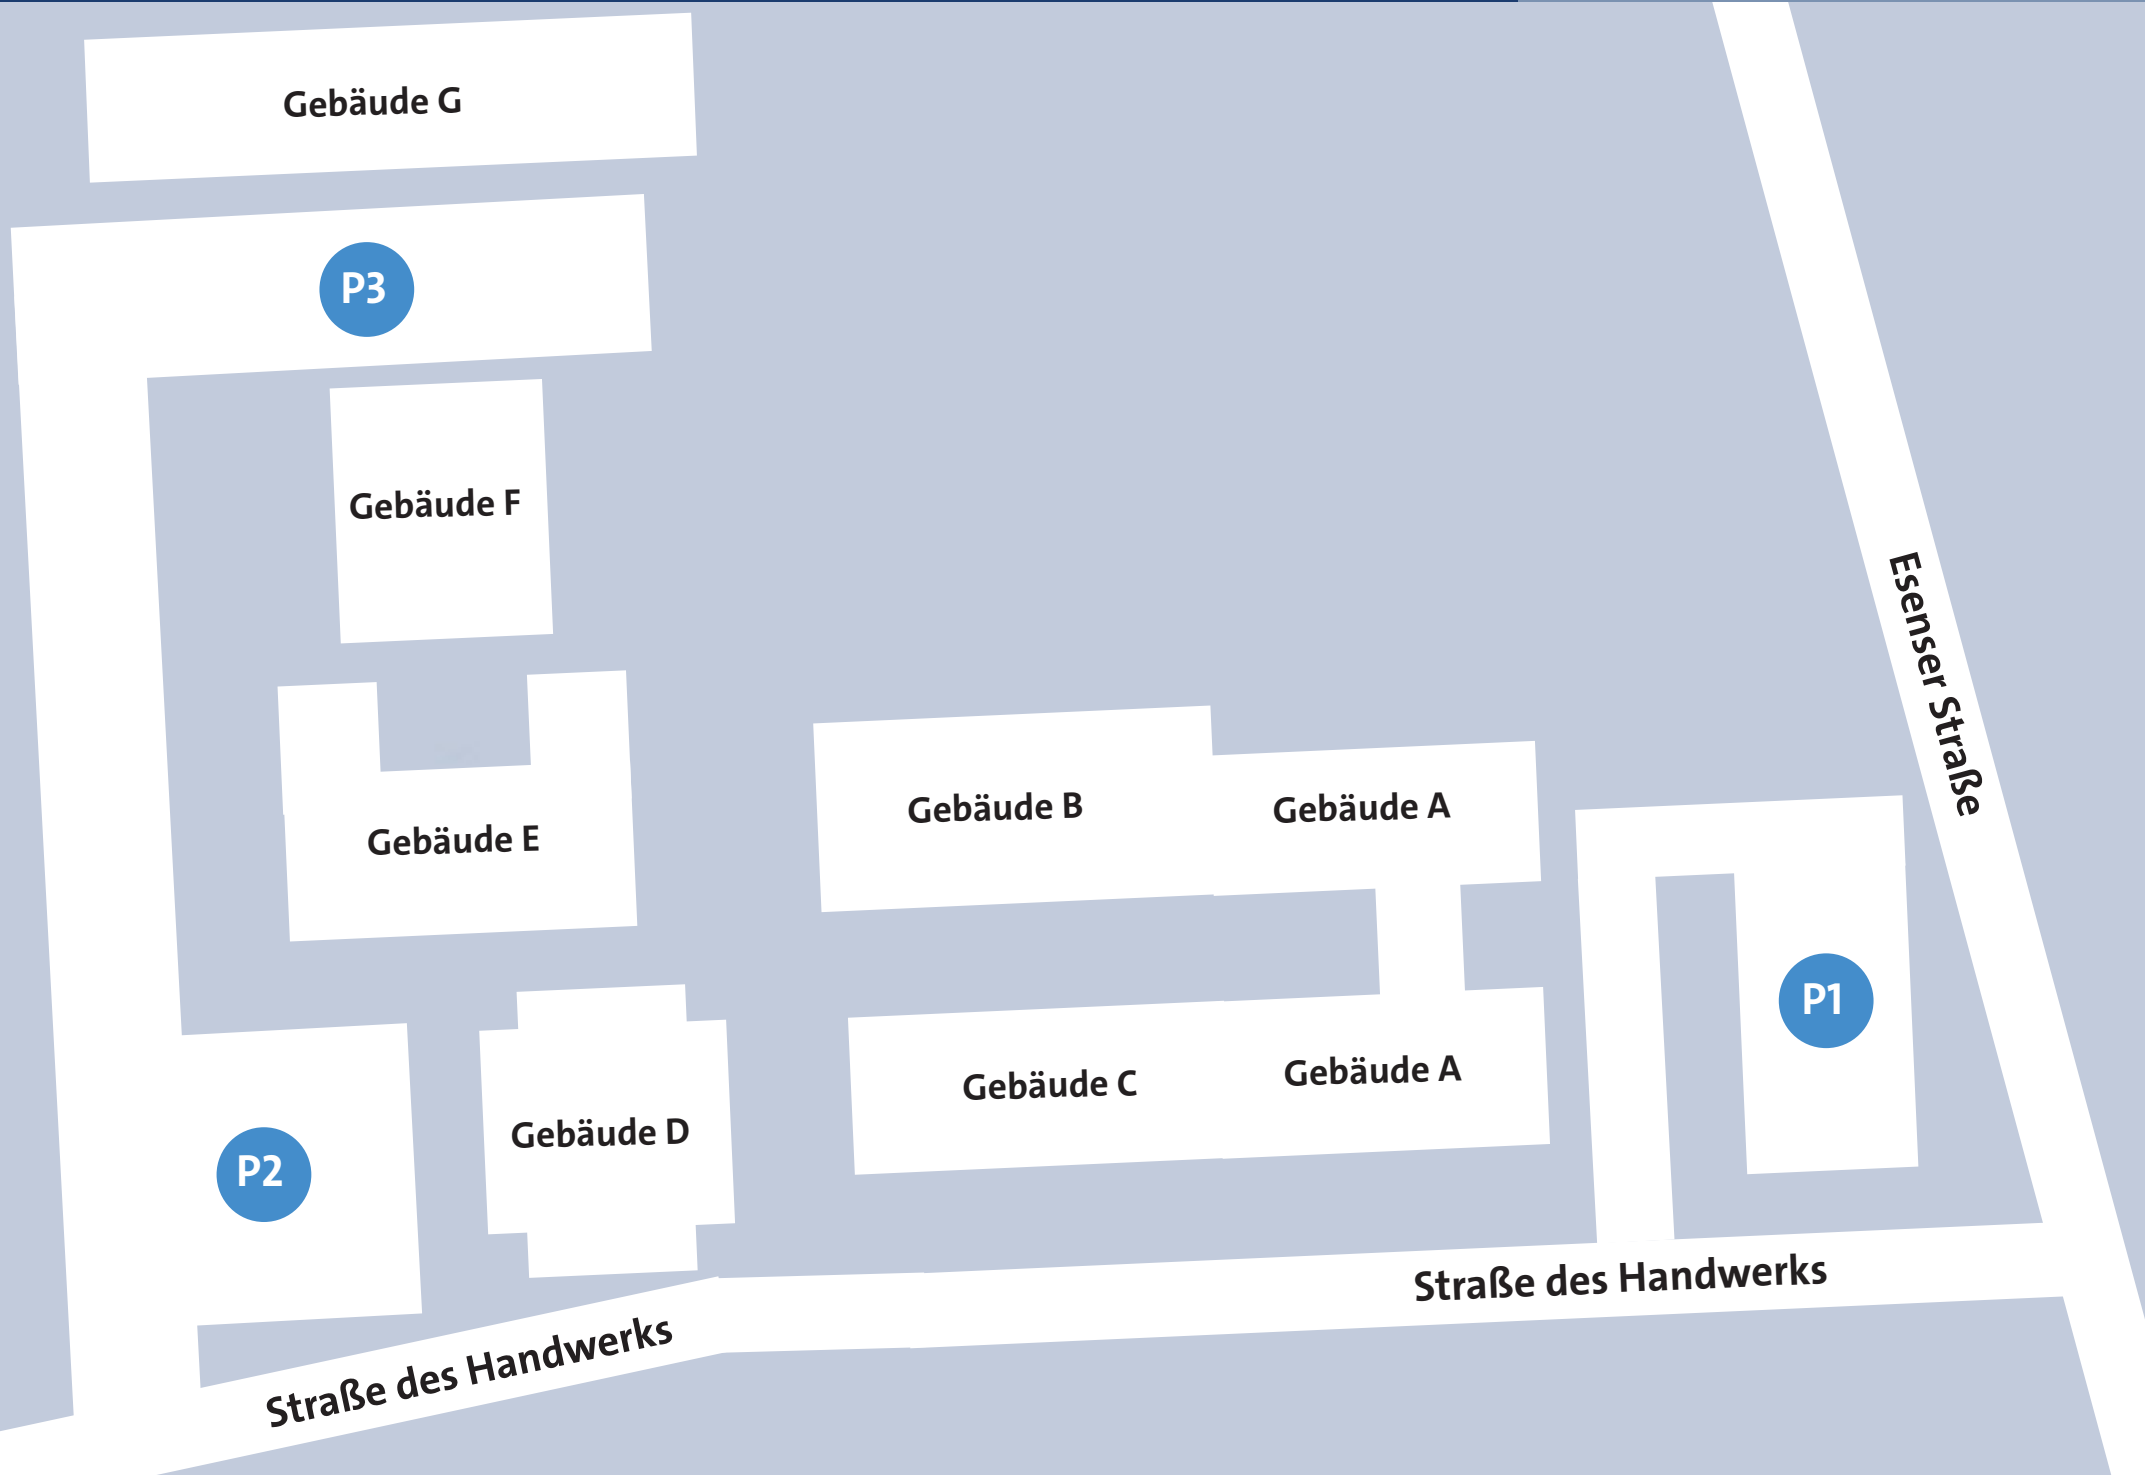 Gebäude G
P3
Gebäude F
Esenser Straße
Gebäude B
Gebäude A
Gebäude E
P1
Gebäude C
Gebäude A
Gebäude D
P2
Straße des Handwerks
Straße des Handwerks